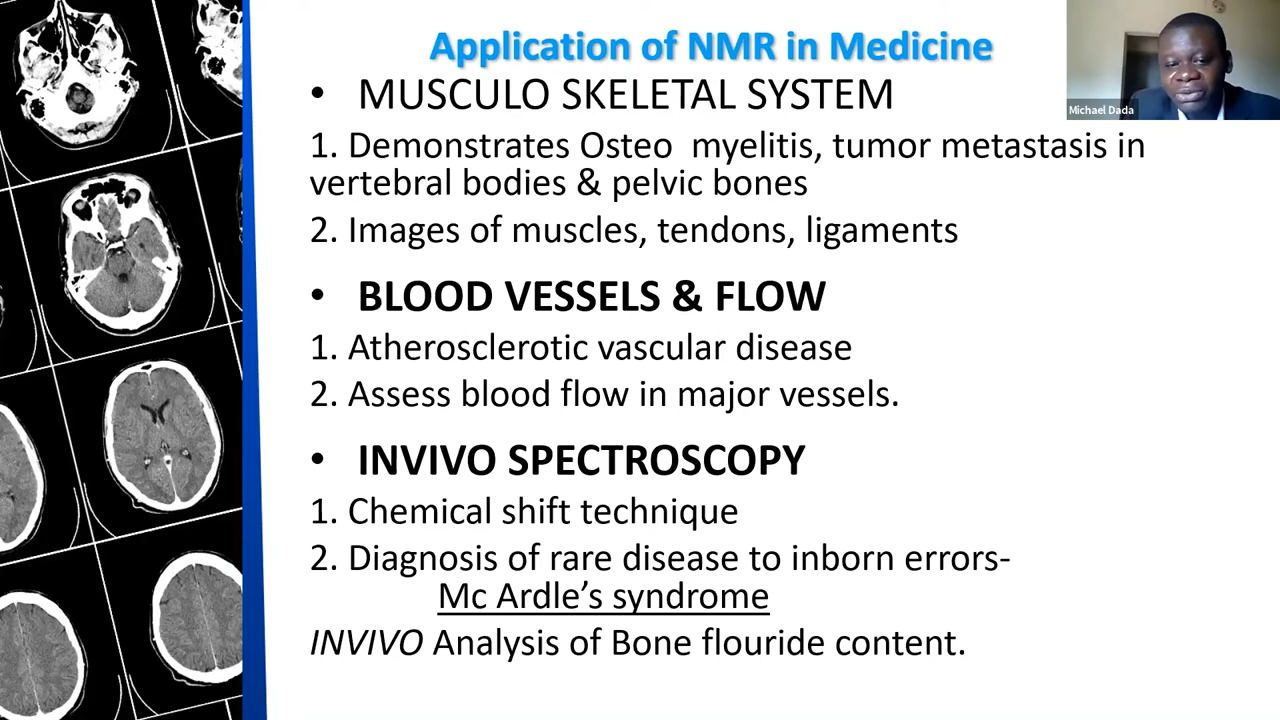 Application of NMR in Medicine
Michael Dada
• MUSCULO SKELETAL SYSTEM
1. Demonstrates Osteo  myelitis, tumor metastasis in
vertebral bodies & pelvic bones
2. Images of muscles, tendons, ligaments
• BLOOD VESSELS & FLOW
1. Atherosclerotic vascular disease
2. Assess blood flow in major vessels.
• INVIVO SPECTROSCOPY
1. Chemical shift technique
2. Diagnosis of rare disease to inborn errors-
Mc Ardle’s syndrome
INVIVO Analysis of Bone flouride content.